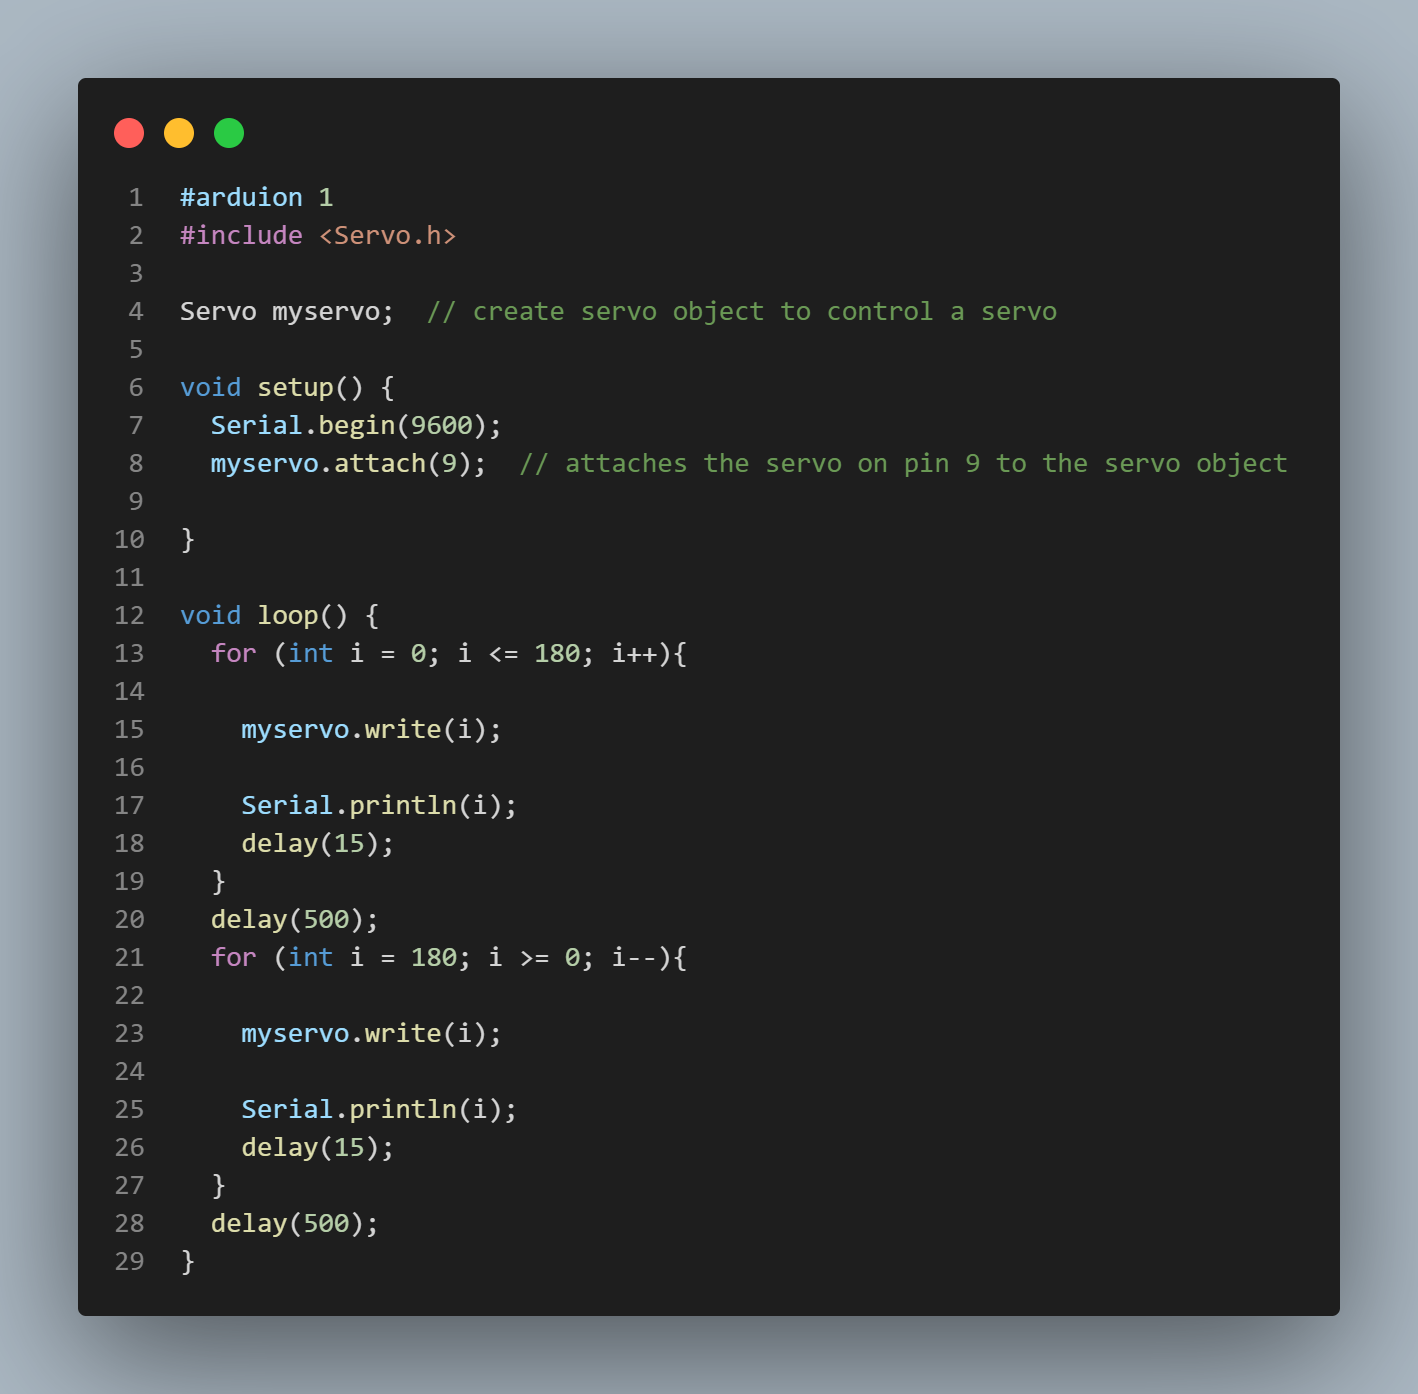 1 #arduion 1
2 #include <Servo.h>
3
4 Servo myservo;  // create servo object to control a servo
5
6 void setup() {
7   Serial.begin(9600);
8   myservo.attach(9);  // attaches the servo on pin 9 to the servo object
9
10 }
11
12 void loop() {
13   for (int i = 0; i <= 180; i++){
14
15     myservo.write(i);
16
17     Serial.println(i);
18     delay(15);
19   }
20   delay(500);
21   for (int i = 180; i >= 0; i--){
22
23     myservo.write(i);
24
25     Serial.println(i);
26     delay(15);
27   }
28   delay(500);
29 }